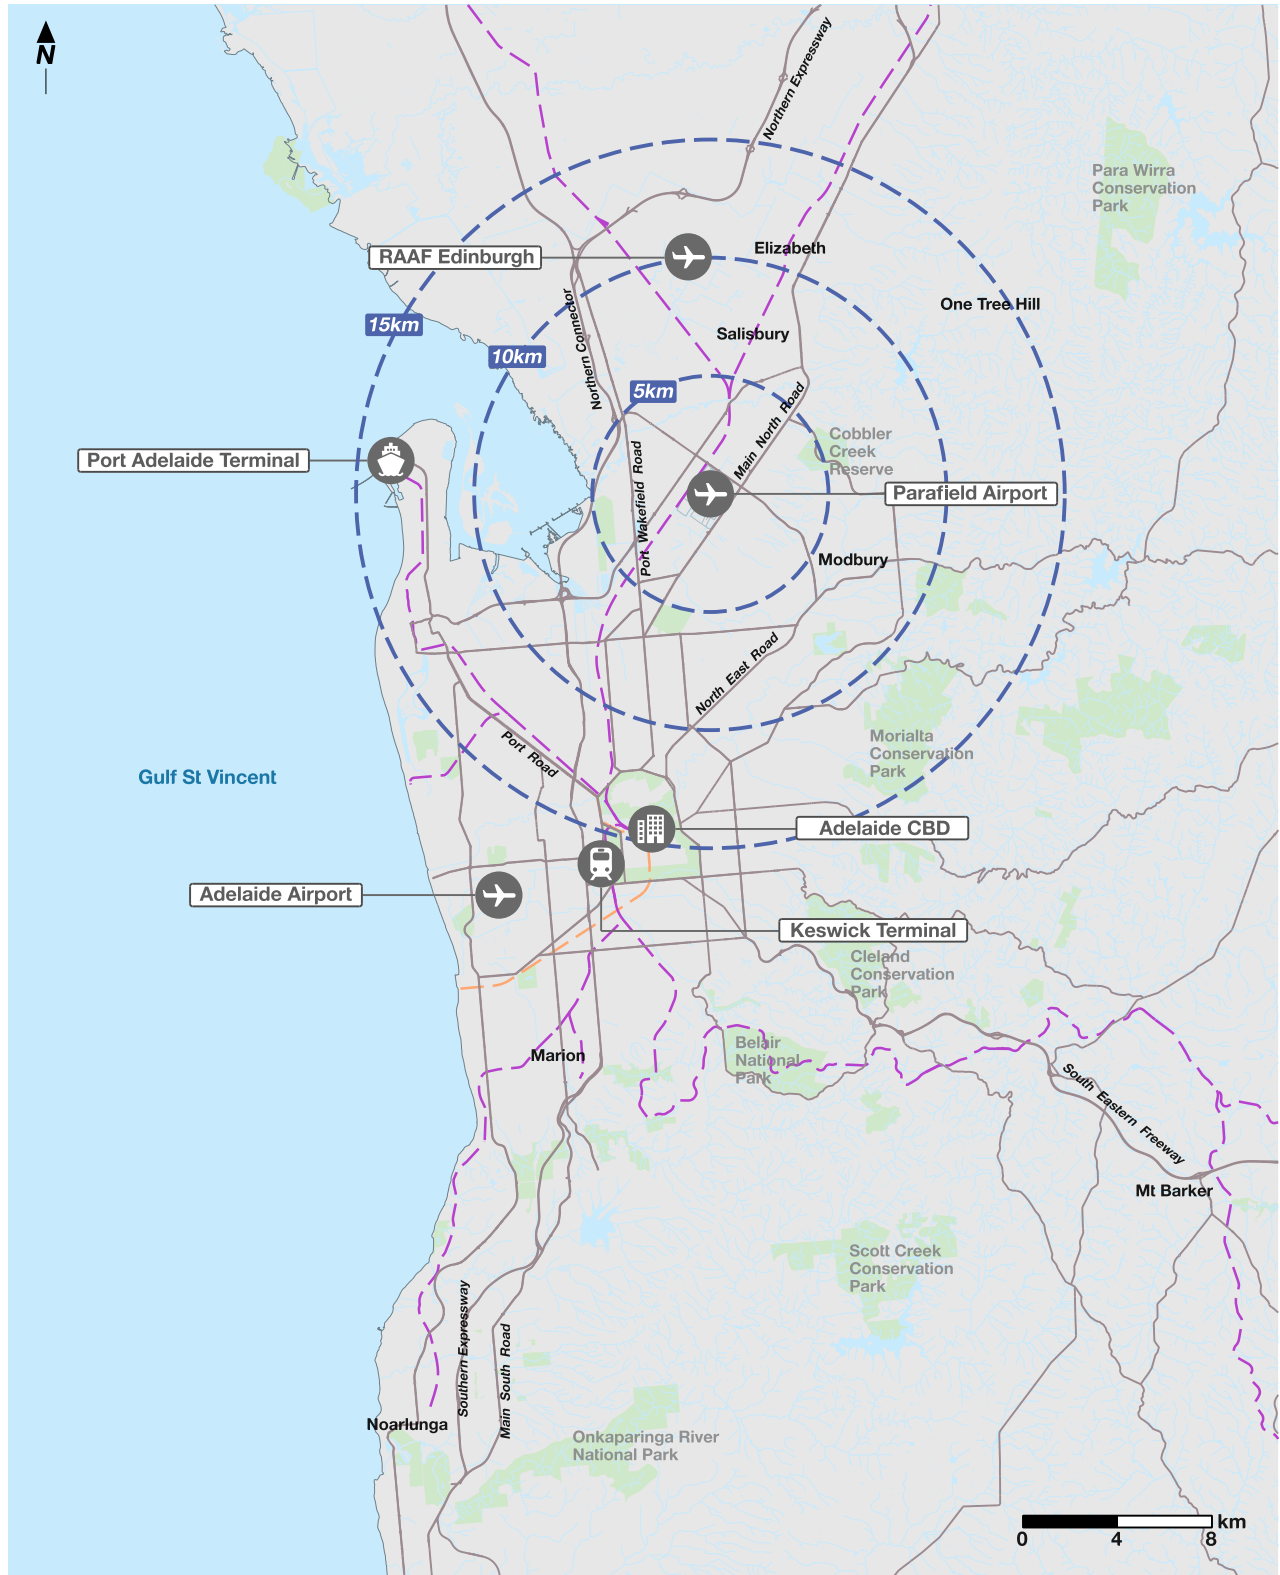 N
Northern Expressway
Para Wirra
Conservation
Park
RAAF Edinburgh
Elizabeth
One Tree Hill
15km
Northern Connector
Salisbury
10km
5km
Main North Road
Cobbler
Creek
Reserve
Port Adelaide Terminal
Port Wakefield Road
Parafield Airport
Modbury
North East Road
Port Road
Morialta
Conservation
Park
Gulf St Vincent
Adelaide CBD
Adelaide Airport
Keswick Terminal
Cleland
Conservation
Park
Marion
Belair
National
Park
South Eastern Freeway
Mt Barker
Scott Creek
Conservation
Park
Southern Expressway
Main South Road
Noarlunga
Onkaparinga River
National Park
km
0 4 8